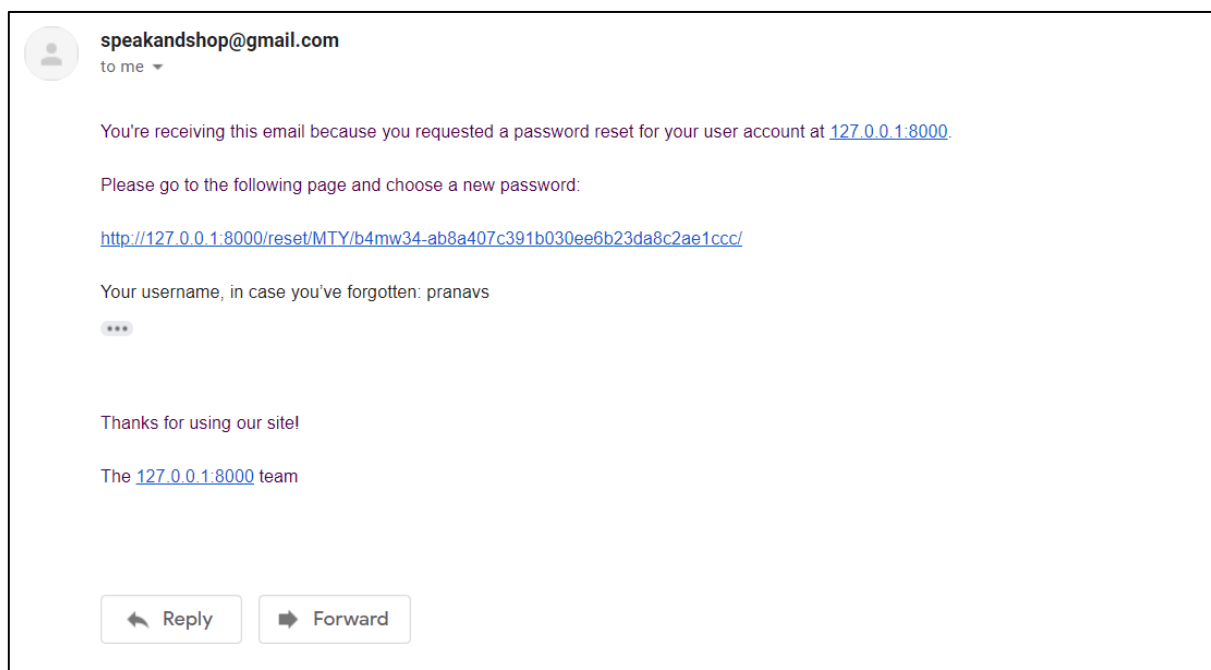 speakandshop@gmail.com
to me
You're receiving this email because you requested a password reset for your user account at 127.0.0.1:8000.
Please go to the following page and choose a new password:
http://127.0.0.1:8000/reset/MTY/b4mw34-ab8a407c391b030ee6b23da8c2ae1ccc/
Your username, in case you’ve forgotten: pranavs
Thanks for using our site!
The 127.0.0.1:8000 team
Reply Forward